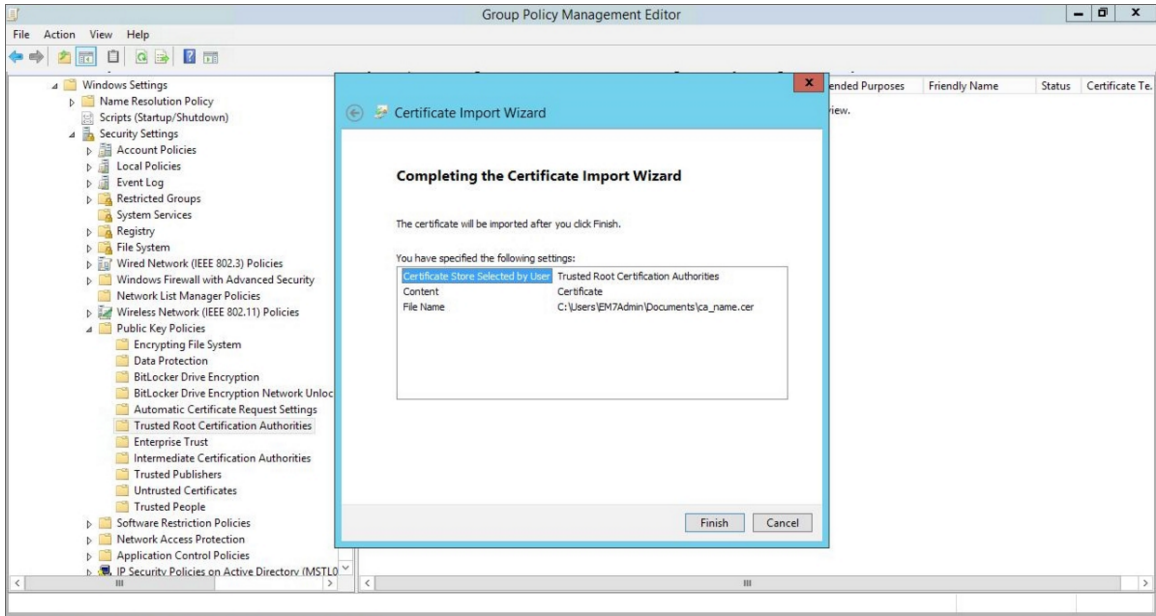 Group Policy Management Editor
File Action View Help
Windows Settings
Name Resolution Policy
Scripts (Startup/Shutdown)
Security Settings
Account Policies
Local Policies
Event Log
Restricted Groups
System Services
Registry
File System
Wired Network (IEEE 802.3) Policies
Windows Firewall with Advanced Security
Network List Manager Policies
Wireless Network (IEEE 802.11) Policies
Public Key Policies
Encrypting File System
Data Protection
BitLocker Drive Encryption
BitLocker Drive Encryption Network Unloc
Automatic Certificate Request Settings
Trusted Root Certification Authorities
Enterprise Trust
Intermediate Certification Authorities
Trusted Publishers
Untrusted Certificates
Trusted People
Software Restriction Policies
Network Access Protection
Application Control Policies
IP Security Policies on Active Directory (MSTL0
x
Certificate Import Wizard
Completing the Certificate Import Wizard
The certificate will be imported after you click Finish.
You have specified the following settings:
Certificate Store Selected by User Trusted Root Certification Authorities
Content Certificate
File Name C:\Users\EM7Admin\Documents\ca_name.cer
Finish Cancel
ended Purposes Friendly Name Status Certificate Te.
view.